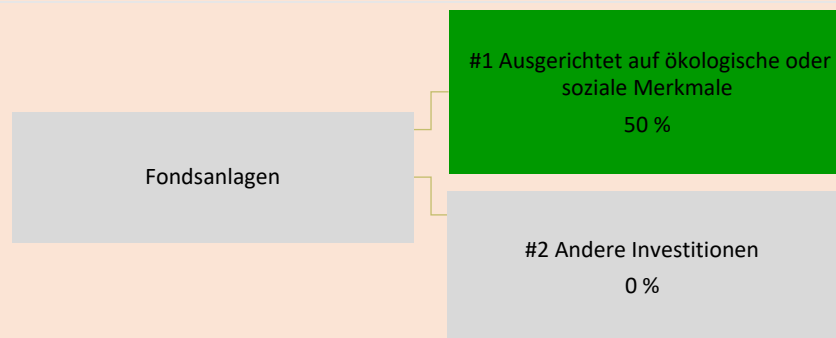 #1 Ausgerichtet auf ökologische oder
soziale Merkmale
50 %
Fondsanlagen
#2 Andere Investitionen
0 %